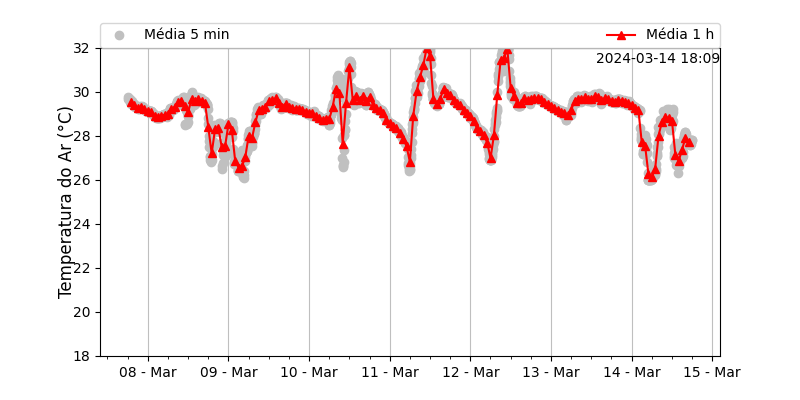 Média 5 min
Média 1 h
2024-03-14 18:09
Temperatura do Ar (°C)
32
30
28
26
24
22
20
18
08 - Mar
09 - Mar
10 - Mar
11 - Mar
12 - Mar
13 - Mar
14 - Mar
15 - Mar